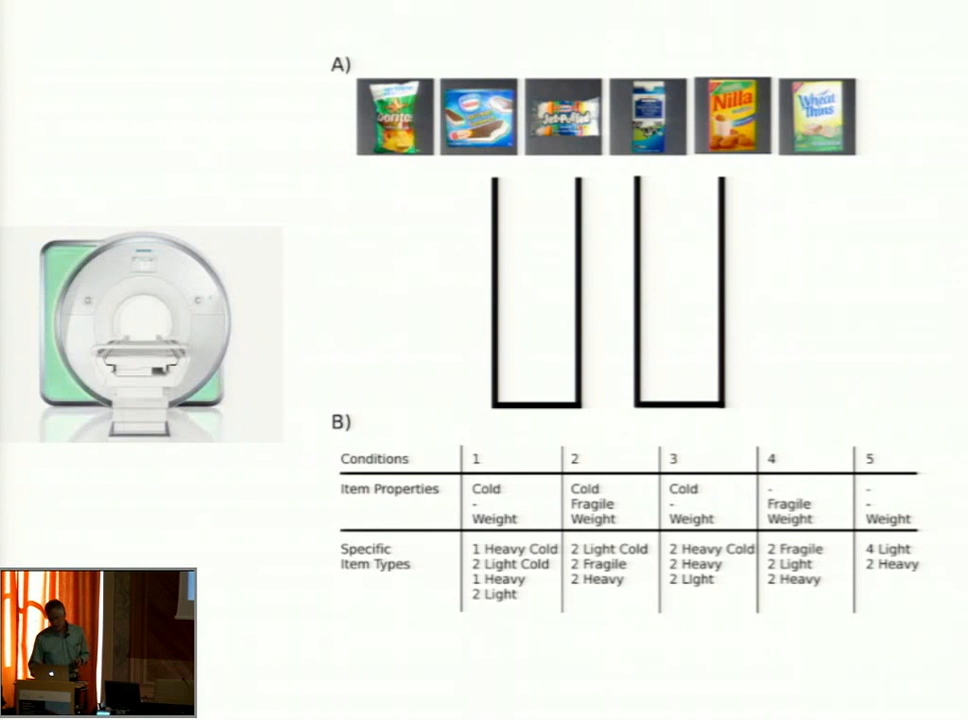 A)
Doritos
Jet-Puffed
Nilla
Wheat
Thins
B)
Conditions 1 2 3 4 5
Item Properties Cold Cold Cold - -
- Fragile - Fragile -
Weight Weight Weight Weight Weight
Specific 1 Heavy Cold 2 Light Cold 2 Heavy Cold 2 Fragile 4 Light
Item Types 2 Light Cold 2 Fragile 2 Heavy 2 Light 2 Heavy
1 Heavy 2 Heavy 2 LIght 2 Heavy
2 Light